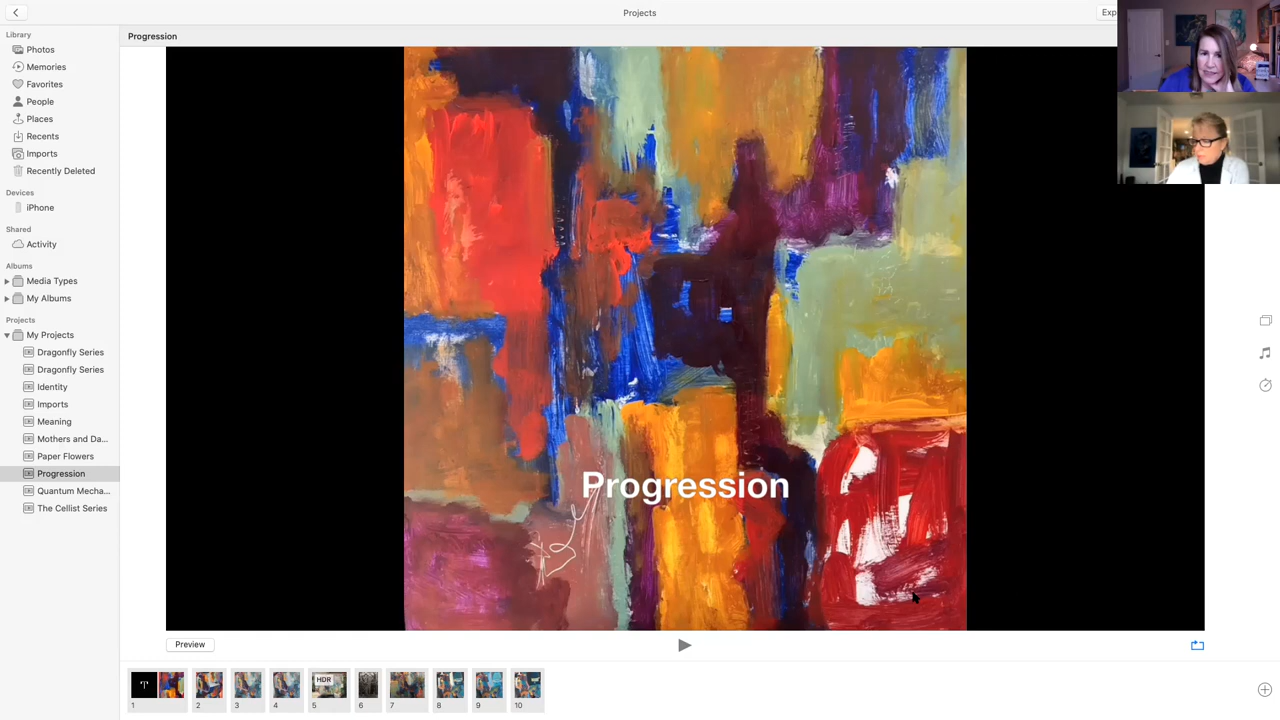 Projects
Exp
Library
Photos
Memories
Favorites
People
Places
Recents
Imports
Recently Deleted
Devices
iPhone
Shared
Activity
Albums
Media Types
My Albums
Projects
My Projects
Dragonfly Series
Dragonfly Series
Identity
Imports
Meaning
Mothers and Da...
Paper Flowers
Progression
Quantum Mecha...
The Cellist Series
Progression
Progression
Preview
HDR
1 2 3 4 5 6 7 8 9 10